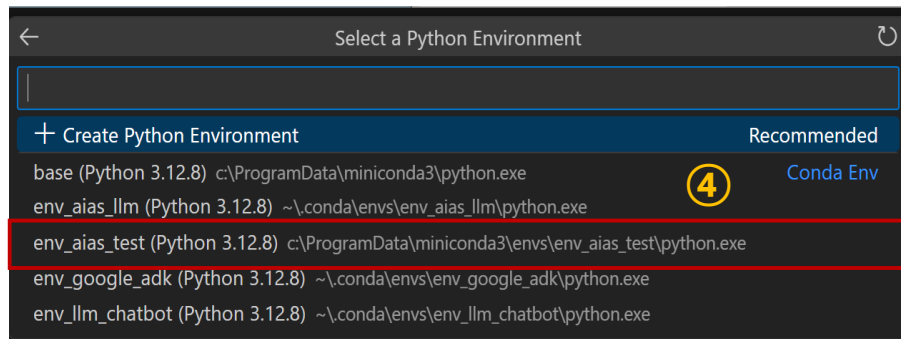 Select a Python Environment
+ Create Python Environment Recommended
base (Python 3.12.8) c:\ProgramData\miniconda3\python.exe Conda Env
④
env_aias_llm (Python 3.12.8) ~\.conda\envs\env_aias_llm\python.exe
env_aias_test (Python 3.12.8) c:\ProgramData\miniconda3\envs\env_aias_test\python.exe
env_google_adk (Python 3.12.8) ~\.conda\envs\env_google_adk\python.exe
env_llm_chatbot (Python 3.12.8) ~\.conda\envs\env_llm_chatbot\python.exe